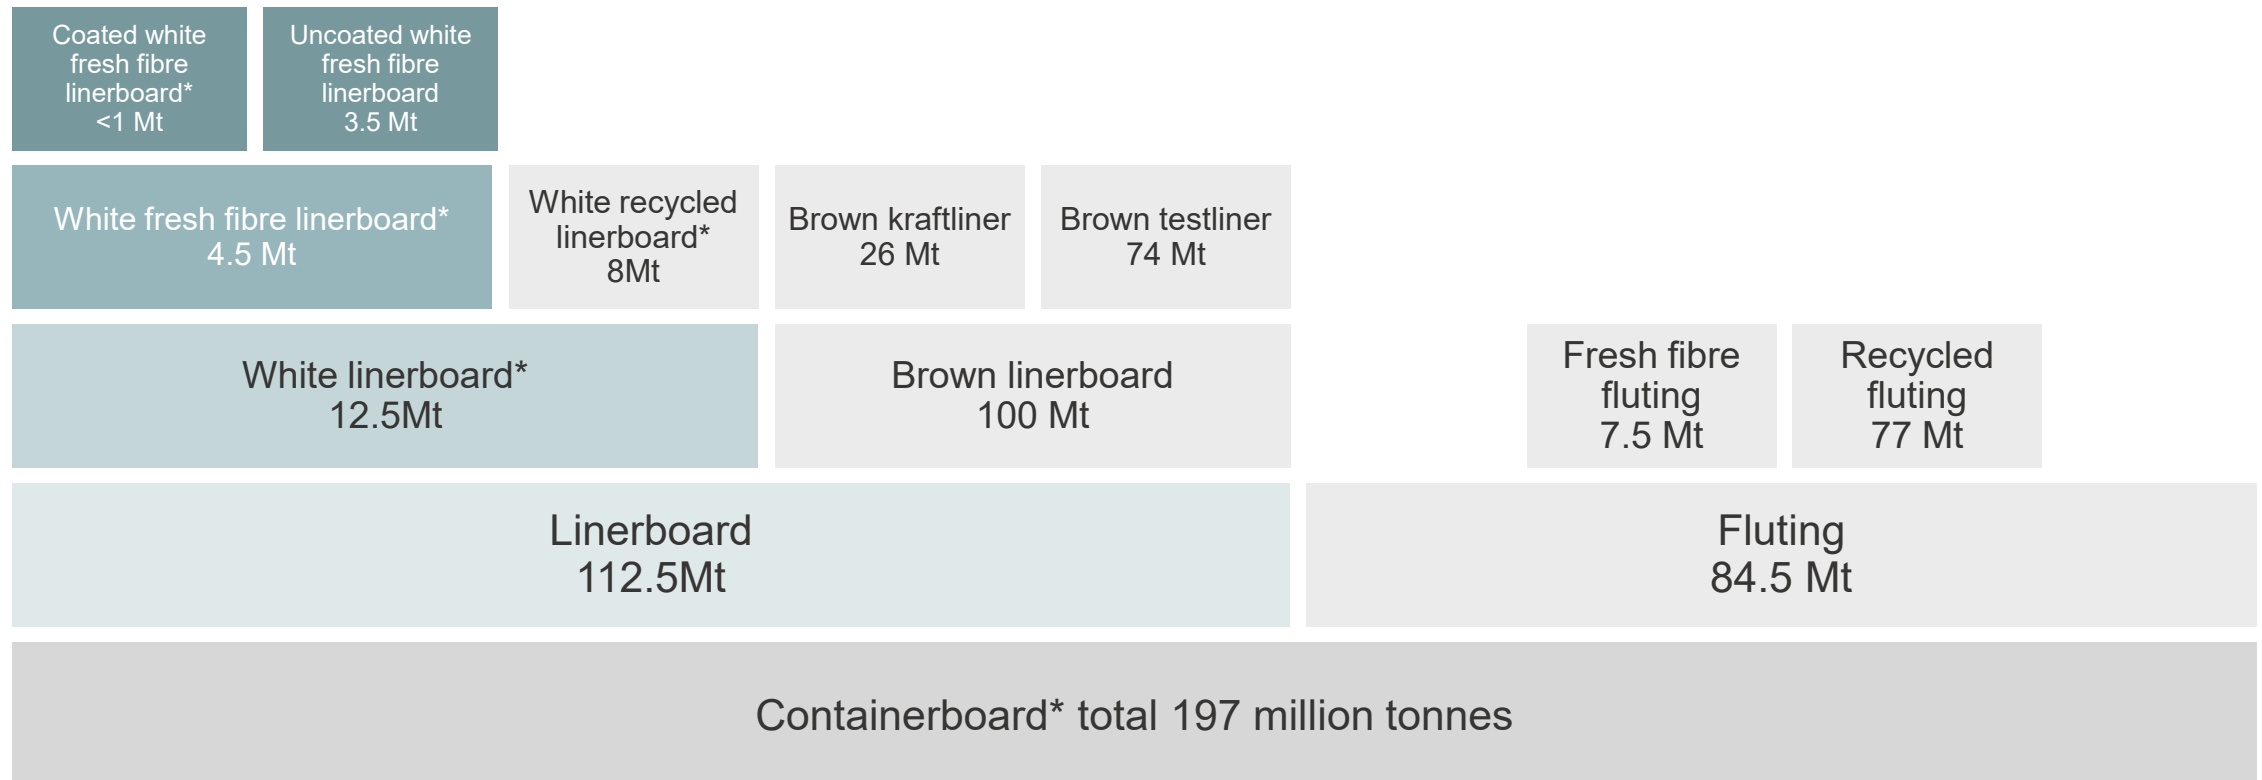 Coated white
fresh fibre
linerboard*
<1 Mt
Uncoated white
fresh fibre
linerboard
3.5 Mt
White fresh fibre linerboard*
4.5 Mt
White recycled
linerboard*
8Mt
Brown kraftliner
26 Mt
Brown testliner
74 Mt
White linerboard*
12.5Mt
Brown linerboard
100 Mt
Fresh fibre
fluting
7.5 Mt
Recycled
fluting
77 Mt
Linerboard
112.5Mt
Fluting
84.5 Mt
Containerboard* total 197 million tonnes